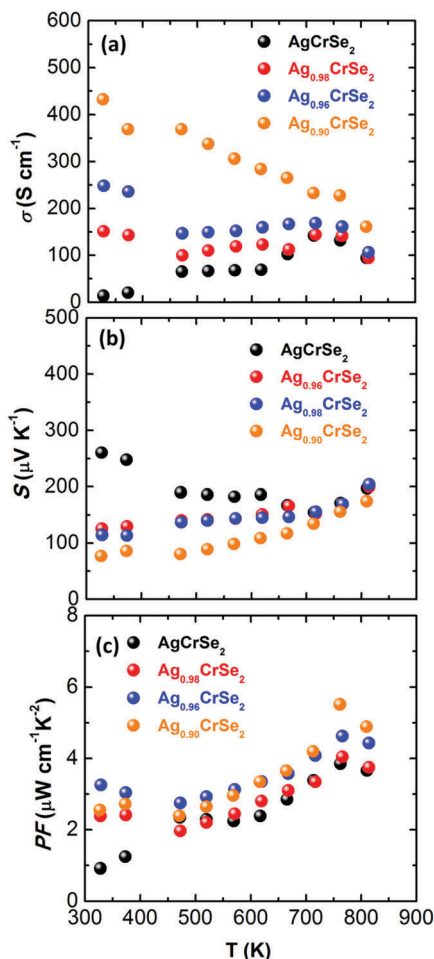 600
(a)
AgCrSe₂
500
Ag₀.₉₈CrSe₂
400
Ag₀.₉₆CrSe₂
300
Ag₀.₉₀CrSe₂
200
100
0
σ (S cm⁻¹)
500
(b)
400
AgCrSe₂
300
Ag₀.₉₆CrSe₂
200
Ag₀.₉₈CrSe₂
100
Ag₀.₉₀CrSe₂
0
S (μV K⁻¹)
8
(c)
AgCrSe₂
6
Ag₀.₉₈CrSe₂
4
Ag₀.₉₆CrSe₂
2
Ag₀.₉₀CrSe₂
0
PF (μW cm⁻¹K⁻²)
300 400 500 600 700 800 900
T (K)